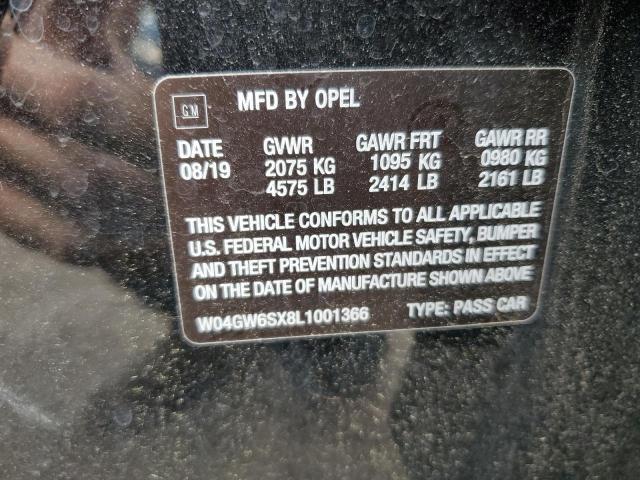 GM MFD BY OPEL
DATE GVWR GAWR FRT GAWR RR
08/19 2075 KG 1095 KG 0980 KG
4575 LB 2414 LB 2161 LB
THIS VEHICLE CONFORMS TO ALL APPLICABLE
U.S. FEDERAL MOTOR VEHICLE SAFETY, BUMPER
AND THEFT PREVENTION STANDARDS IN EFFECT
ON THE DATE OF MANUFACTURE SHOWN ABOVE
W04GW6SX8L1001366 TYPE: PASS CAR